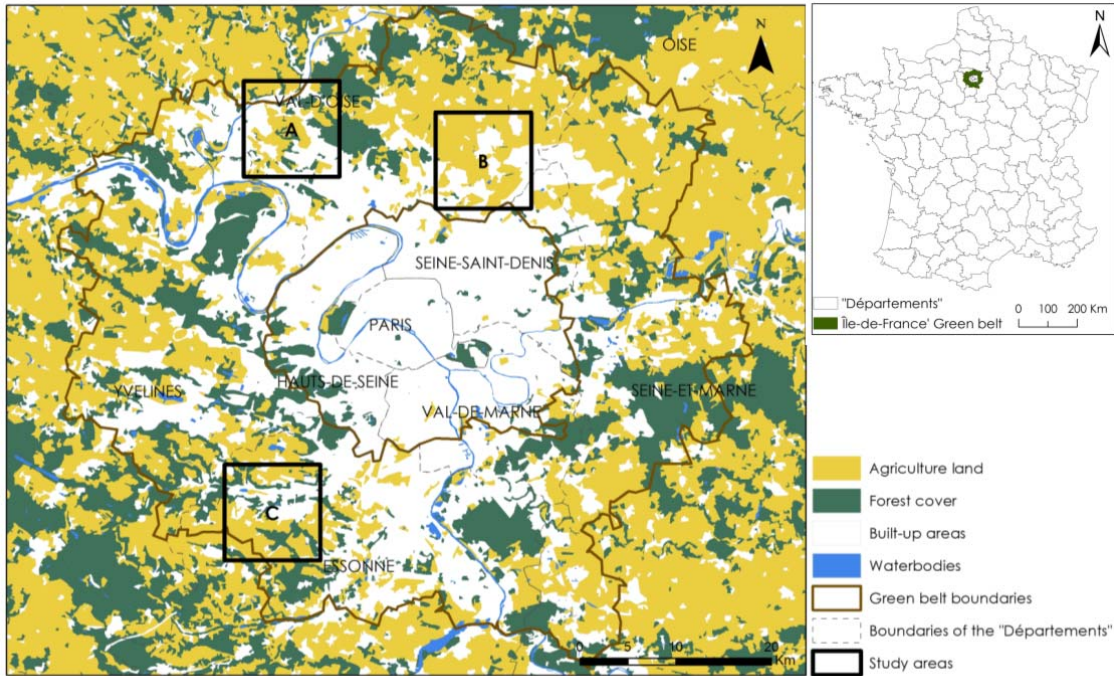 N
OISE
VAL-D'OISE
A
B
SEINE-SAINT-DENIS
PARIS
HAUTS-DE-SEINE
YVELINES
SEINE-ET-MARNE
VAL-DE-MARNE
C
ESSONNE
0 5 10 20
Km
N
"Départements"
Île-de-France' Green belt
0 100 200 Km
Agriculture land
Forest cover
Built-up areas
Waterbodies
Green belt boundaries
Boundaries of the "Départements"
Study areas